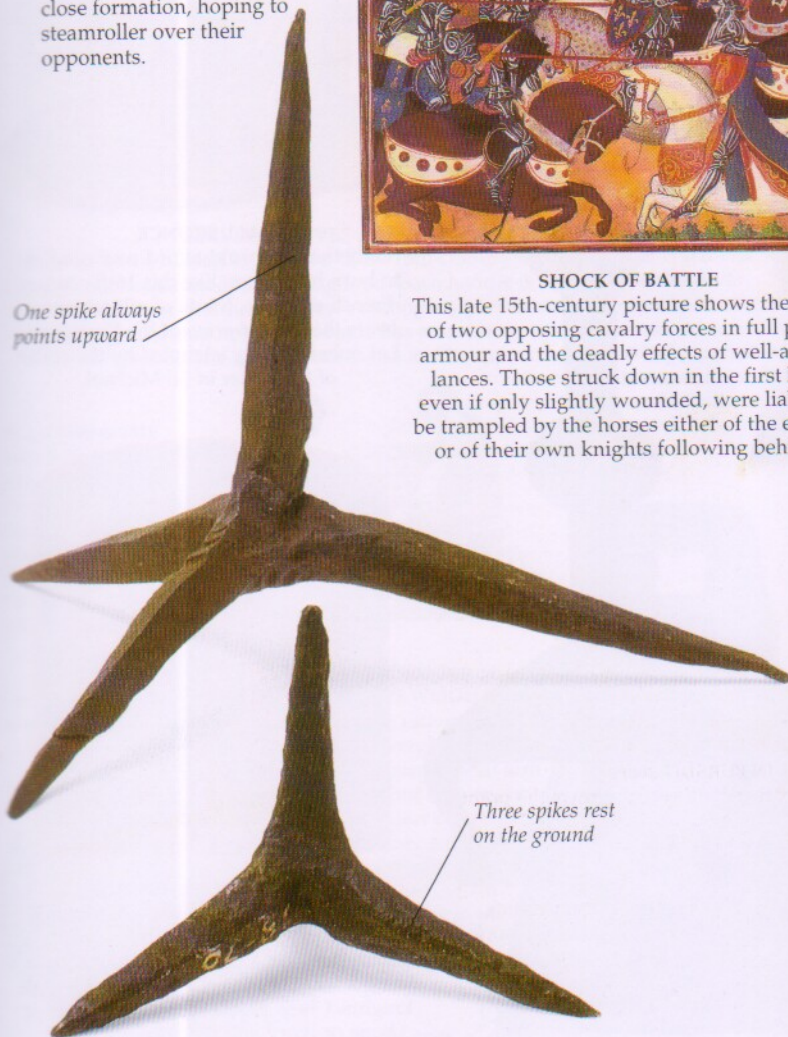 close formation, hoping to
steamroller over their
opponents.
One spike always
points upward
SHOCK OF BATTLE
This late 15th-century picture shows the
of two opposing cavalry forces in full
armour and the deadly effects of
lances. Those struck down in the first
even if only slightly wounded, were
be trampled by the horses either of the
or of their own knights following
Three spikes rest
on the ground